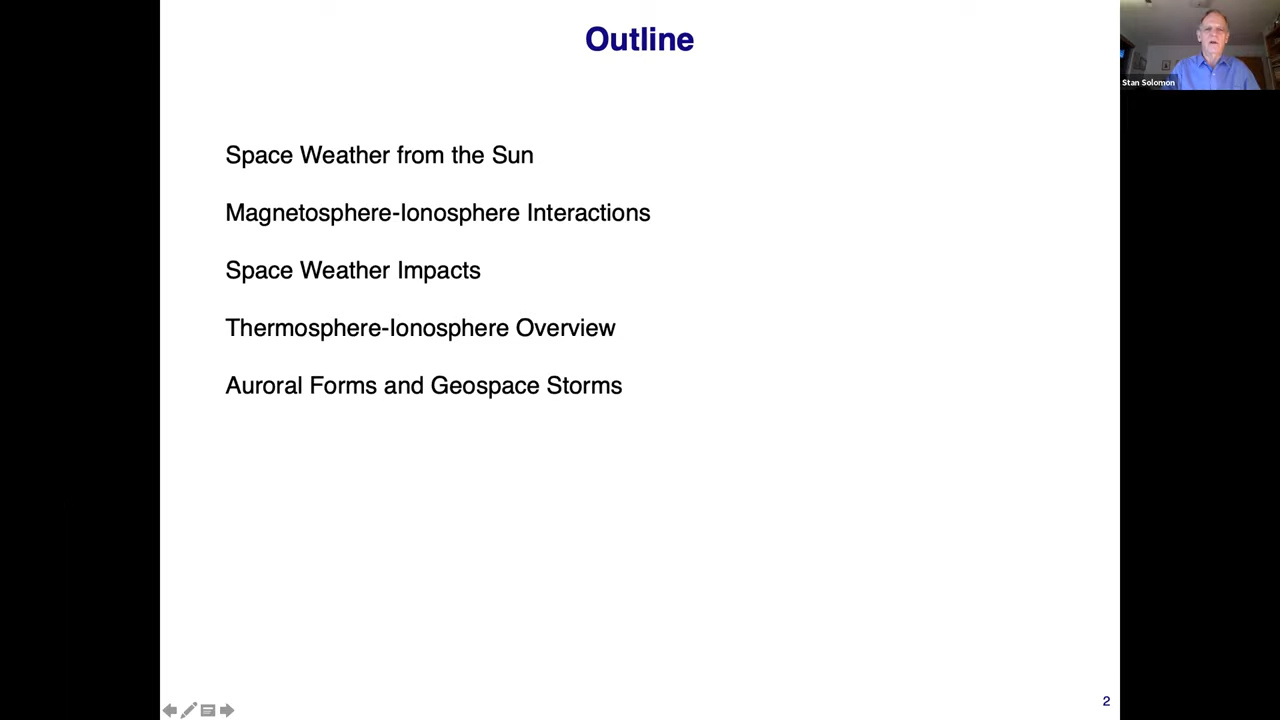 Outline
Stan Solomon
Space Weather from the Sun
Magnetosphere-Ionosphere Interactions
Space Weather Impacts
Thermosphere-Ionosphere Overview
Auroral Forms and Geospace Storms
2